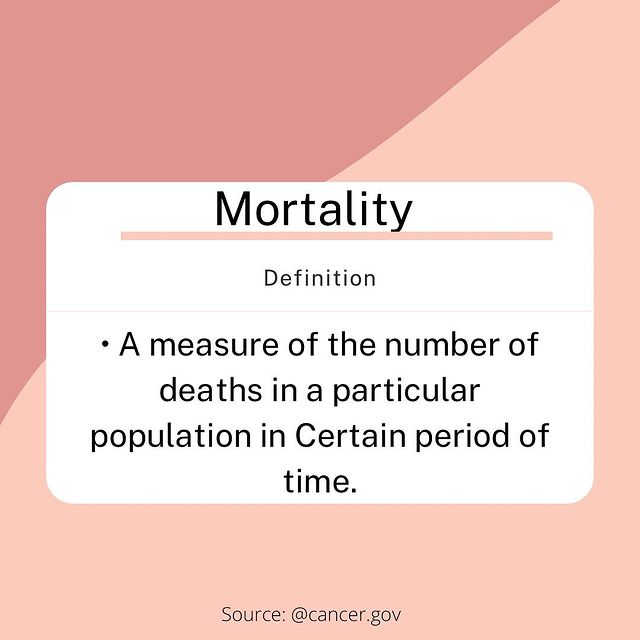 Mortality
Definition
• A measure of the number of
deaths in a particular
population in Certain period of
time.
Source: @cancer.gov